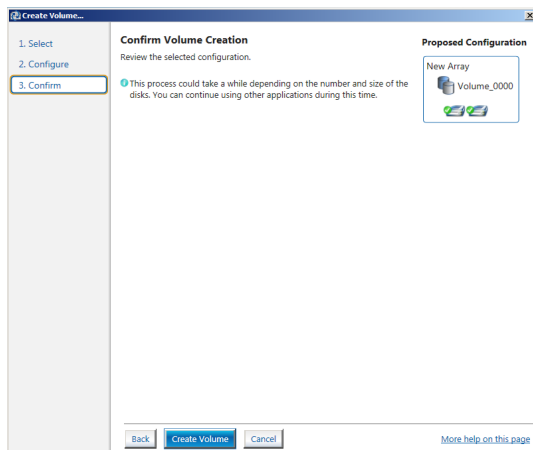 Create Volume...
1. Select
2. Configure
3. Confirm
Confirm Volume Creation
Review the selected configuration.
This process could take a while depending on the number and size of the
disks. You can continue using other applications during this time.
Proposed Configuration
New Array
Volume_0000
Back
Create Volume
Cancel
More help on this page